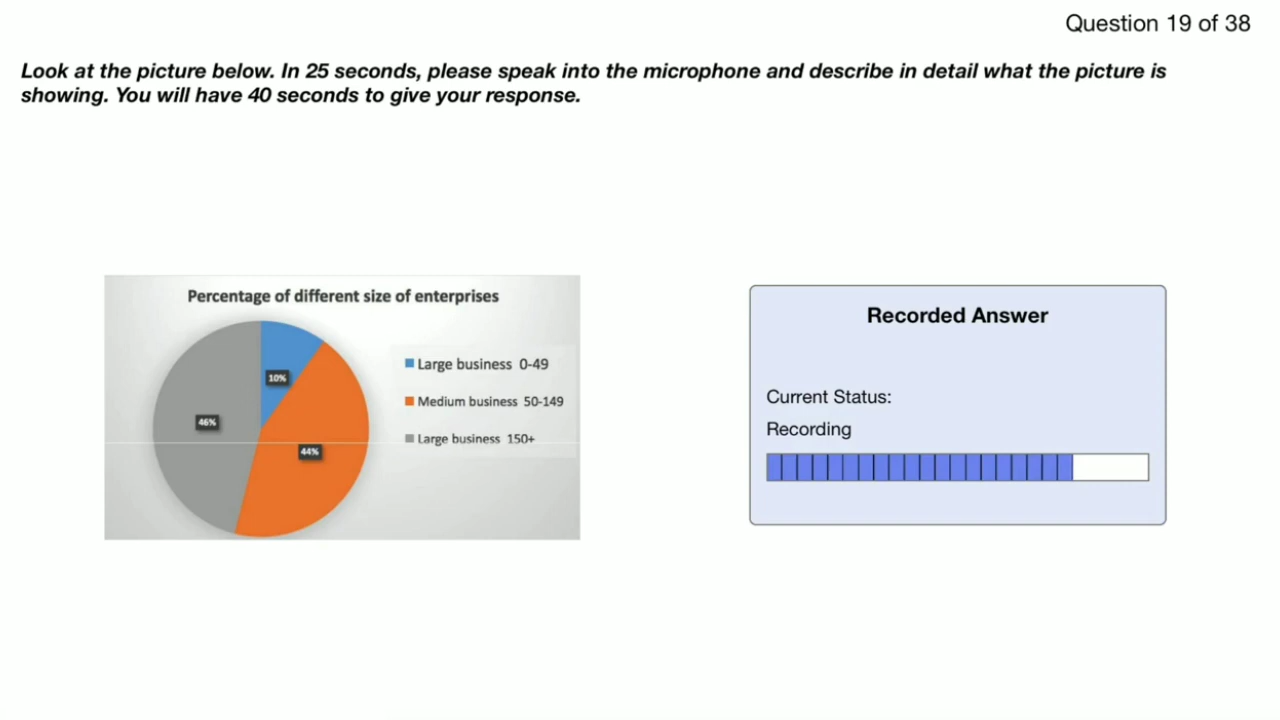 Question 19 of 38
Look at the picture below. In 25 seconds, please speak into the microphone and describe in detail what the picture is
showing. You will have 40 seconds to give your response.
Percentage of different size of enterprises
10%
46%
44%
Large business 0-49
Medium business 50-149
Large business 150+
Recorded Answer
Current Status:
Recording